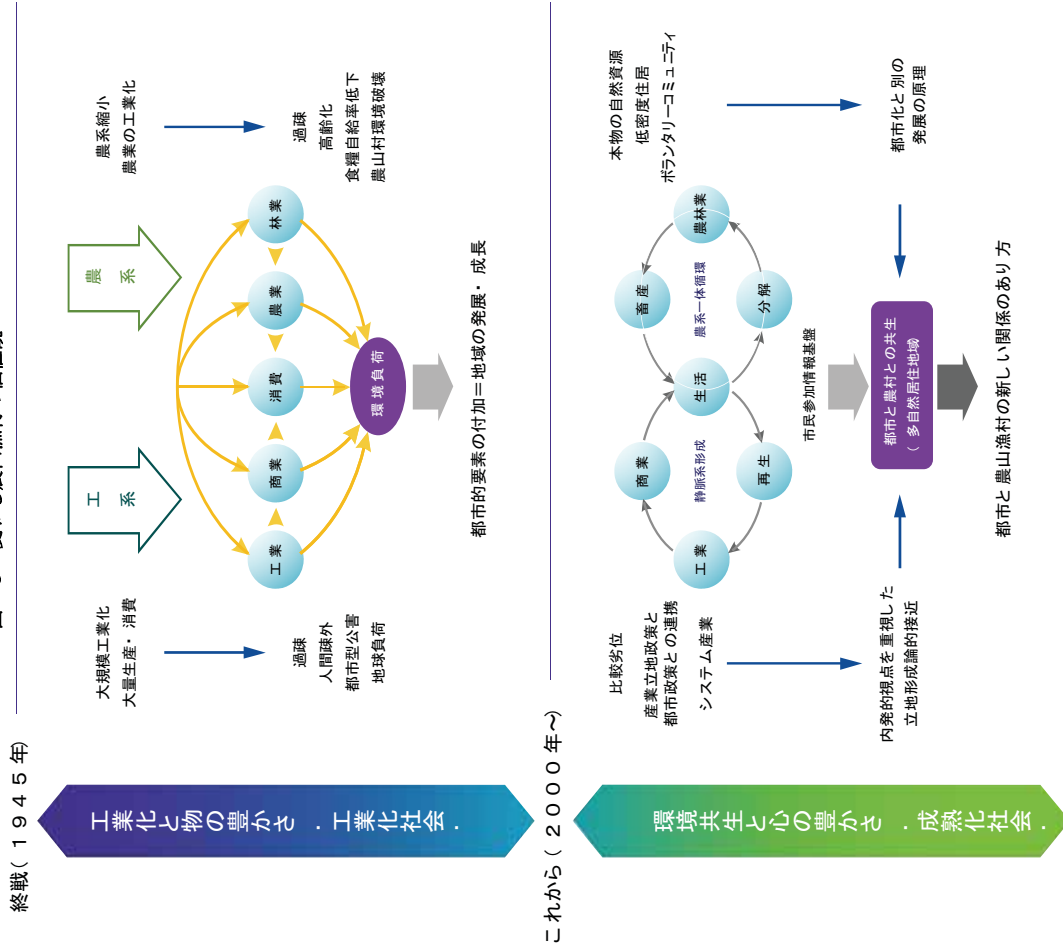 終戦(1945年)
工業化と物の豊かさ .工業化社会.
大規模工業化
大量生産・消費
過疎
人間疎外
都市型公害
地球負荷
工系
農系
農系縮小
農業の工業化
過疎
高齢化
食糧自給率低下
農山村環境破壊
工業
商業
消費
農業
林業
環境負荷
都市的要素の付加＝地域の発展・成長
これから(2000年〜)
環境共生と心の豊かさ .成熟化社会.
比較劣位
産業立地政策と
都市政策との連携
システム産業
内発的視点を重視した
立地形成論的接近
商業
畜産
工業
静脈系形成
生活
農系一体循環
農林業
再生
分解
市民参加情報基盤
本物の自然資源
低密度住居
ボランタリーコミュニティ
都市化と別の
発展の原理
都市と農村との共生
(多自然居住地域)
都市と農山漁村の新しい関係のあり方